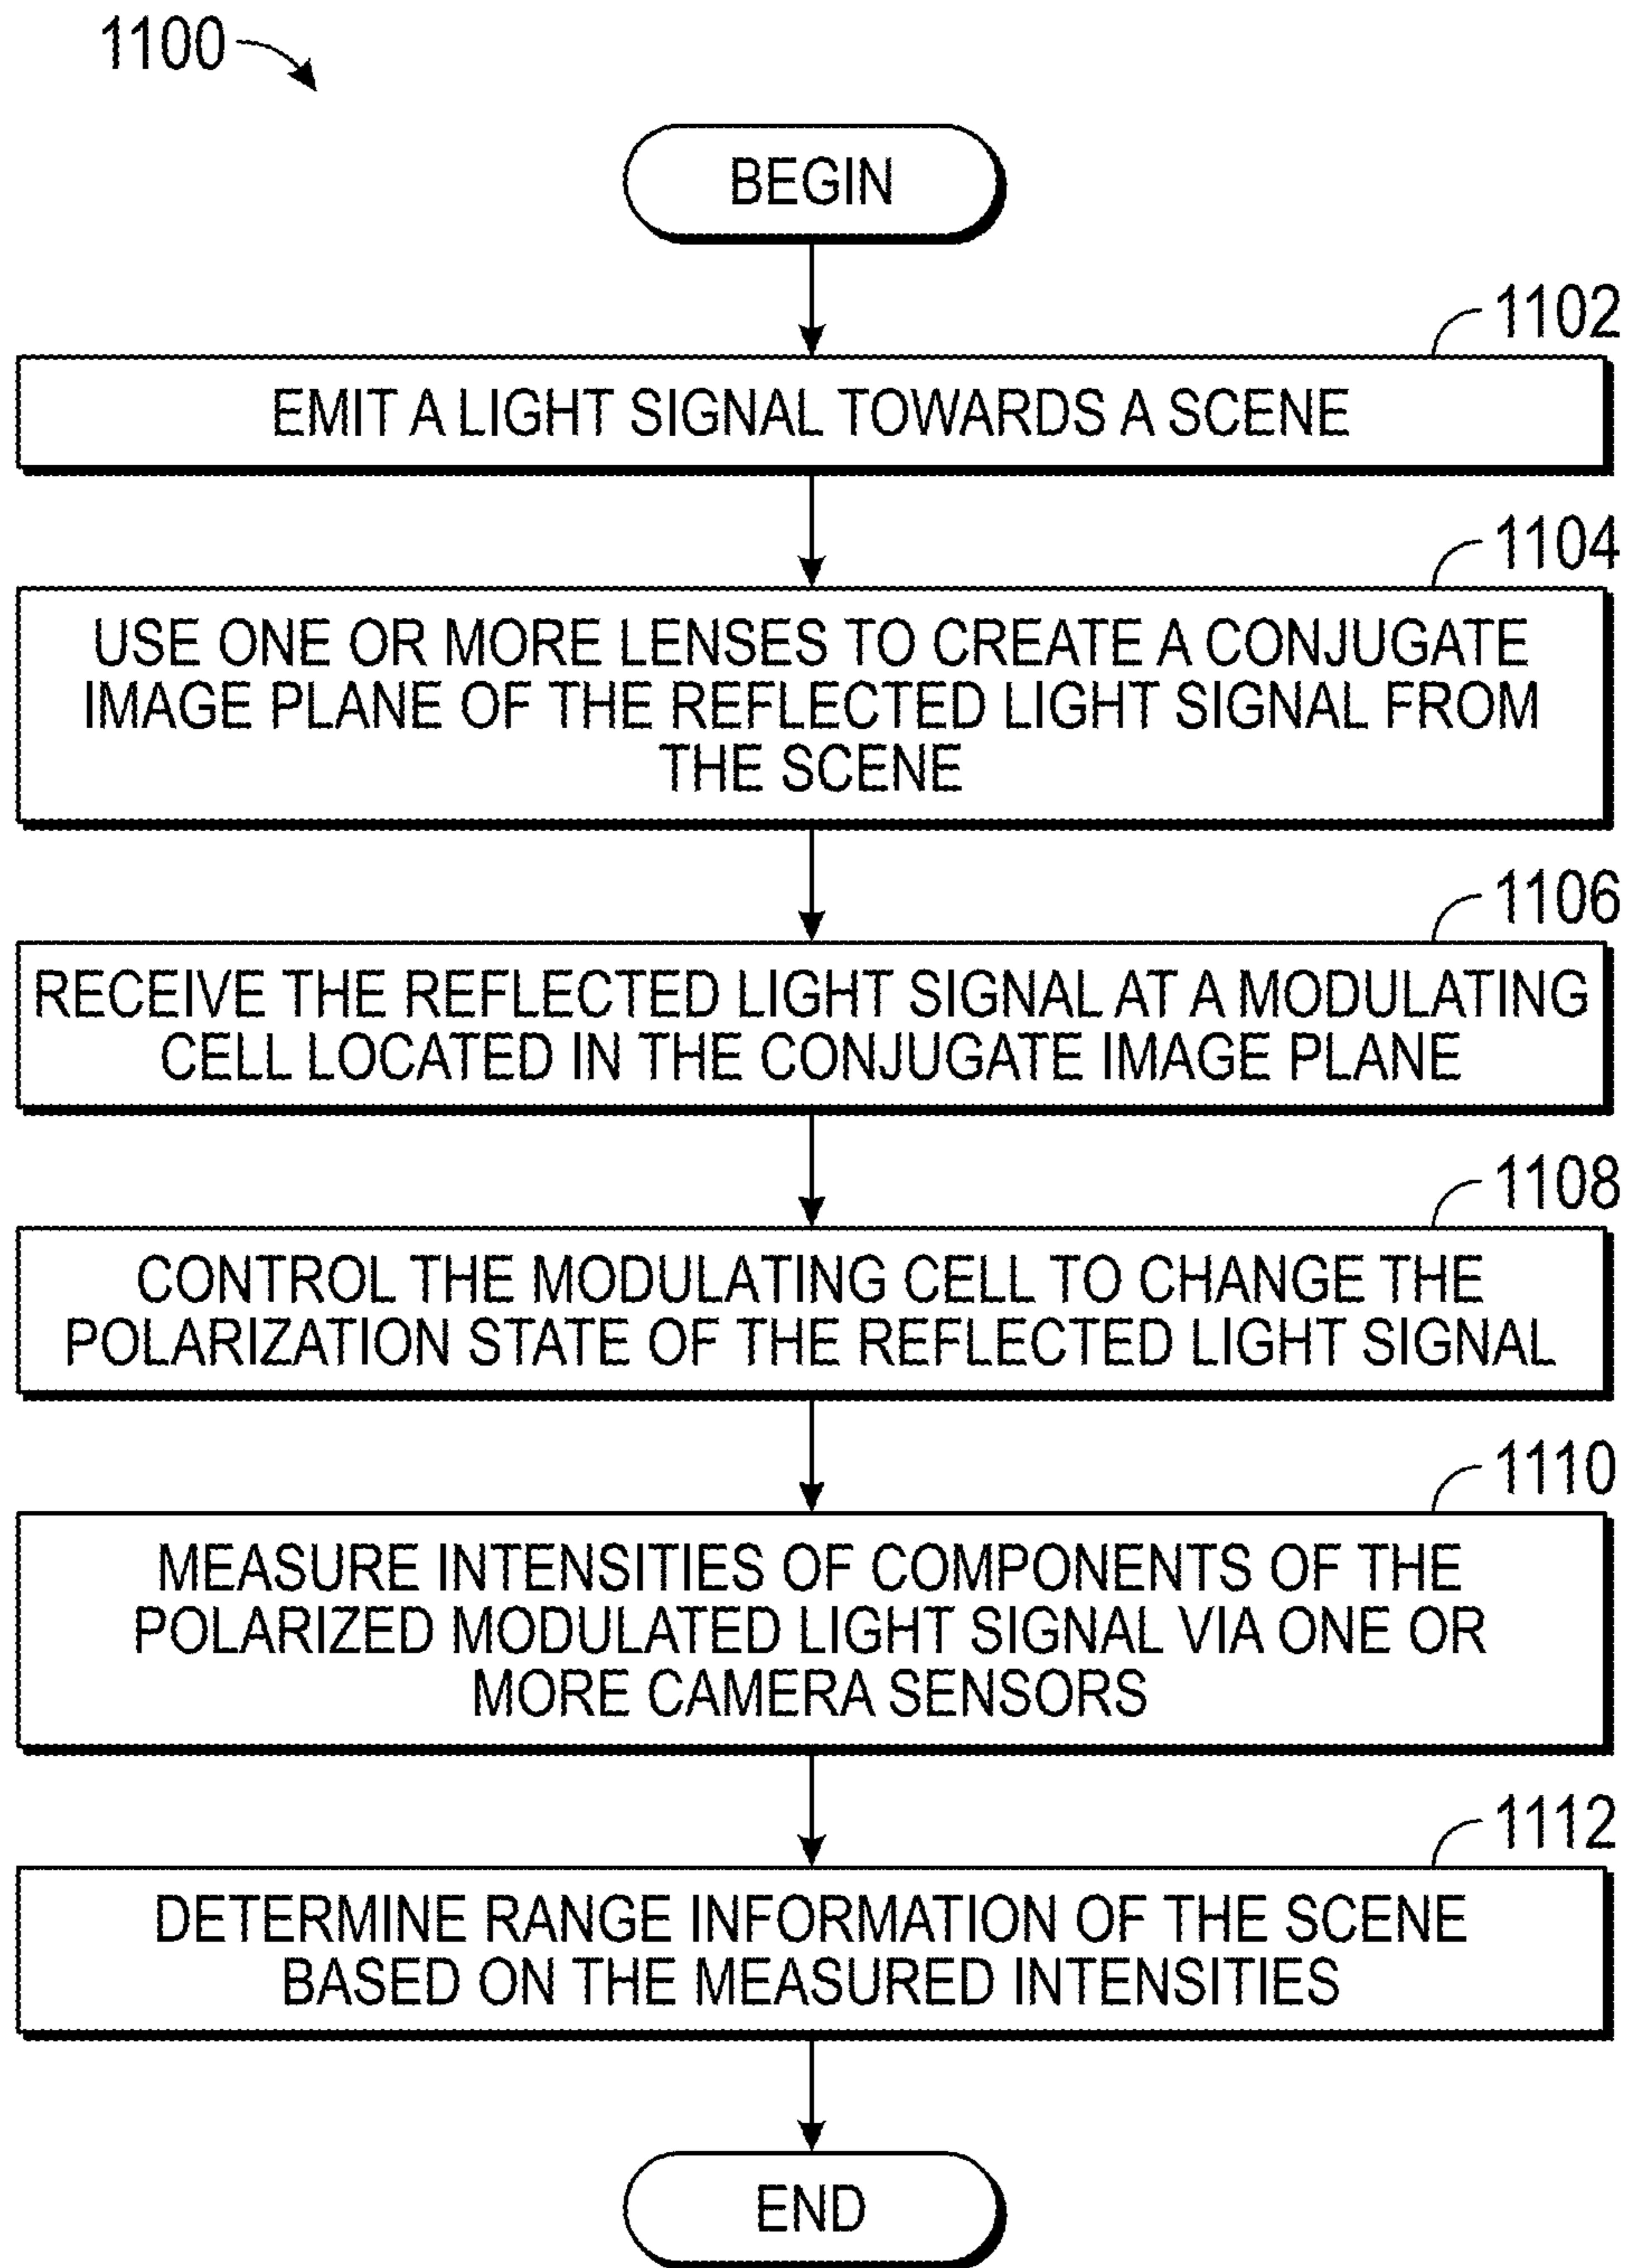 1100
BEGIN
1102
EMIT A LIGHT SIGNAL TOWARDS A SCENE
1104
USE ONE OR MORE LENSES TO CREATE A CONJUGATE
IMAGE PLANE OF THE REFLECTED LIGHT SIGNAL FROM
THE SCENE
1106
RECEIVE THE REFLECTED LIGHT SIGNAL AT A MODULATING
CELL LOCATED IN THE CONJUGATE IMAGE PLANE
1108
CONTROL THE MODULATING CELL TO CHANGE THE
POLARIZATION STATE OF THE REFLECTED LIGHT SIGNAL
1110
MEASURE INTENSITIES OF COMPONENTS OF THE
POLARIZED MODULATED LIGHT SIGNAL VIA ONE OR
MORE CAMERA SENSORS
1112
DETERMINE RANGE INFORMATION OF THE SCENE
BASED ON THE MEASURED INTENSITIES
END